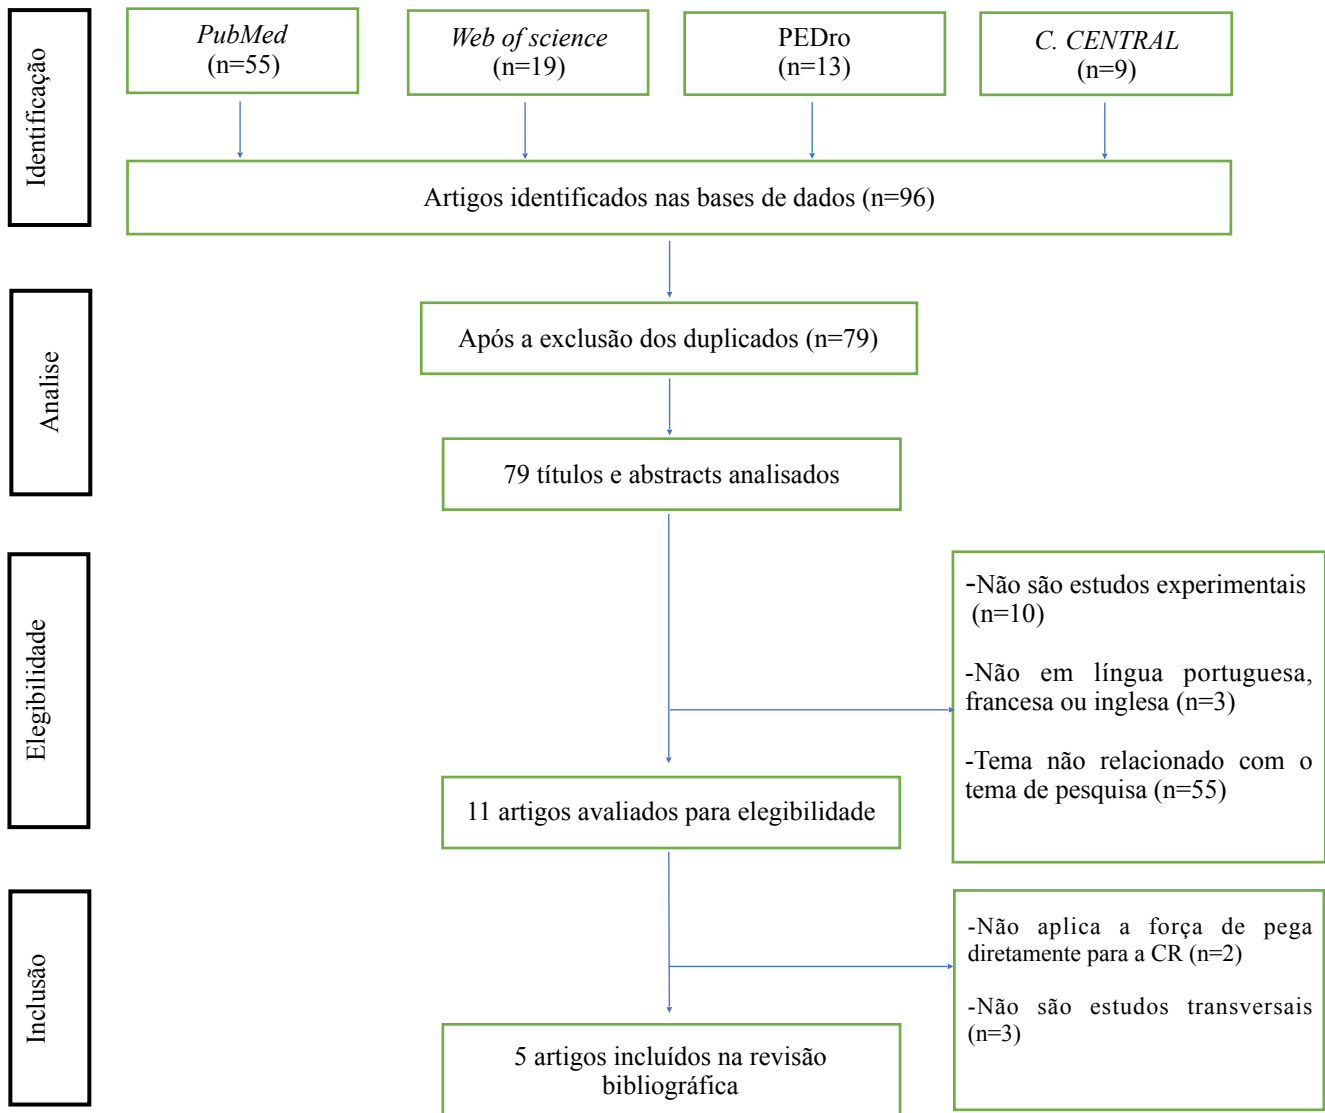 Identificação
PubMed
(n=55)
Web of science
(n=19)
PEDro
(n=13)
C. CENTRAL
(n=9)
Artigos identificados nas bases de dados (n=96)
Analise
Após a exclusão dos duplicados (n=79)
79 títulos e abstracts analisados
Elegibilidade
-Não são estudos experimentais
(n=10)
-Não em língua portuguesa,
francesa ou inglesa (n=3)
-Tema não relacionado com o
tema de pesquisa (n=55)
11 artigos avaliados para elegibilidade
Inclusão
-Não aplica a força de pega
diretamente para a CR (n=2)
-Não são estudos transversais
(n=3)
5 artigos incluídos na revisão
bibliográfica